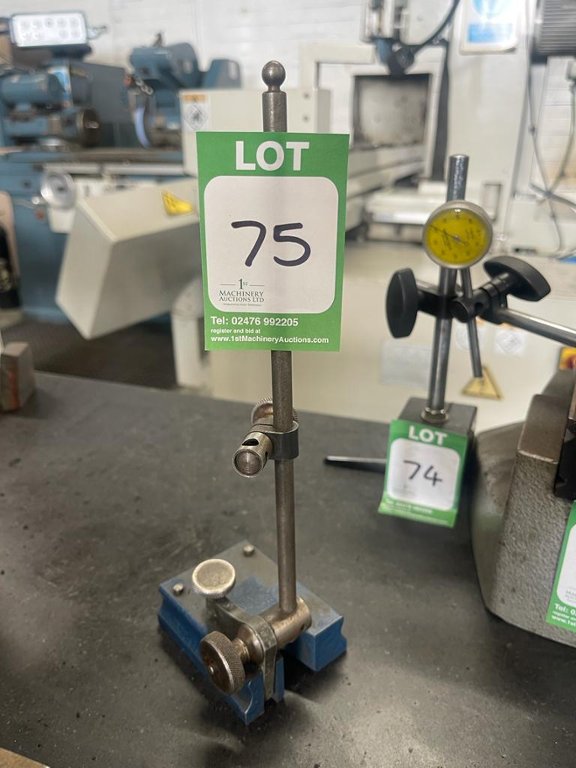 LOT
75
1ST
MACHINERY
AUCTIONS LTD
Tel: 02476 992205
register and bid at
www.1stMachineryAuctions.com
LOT
74